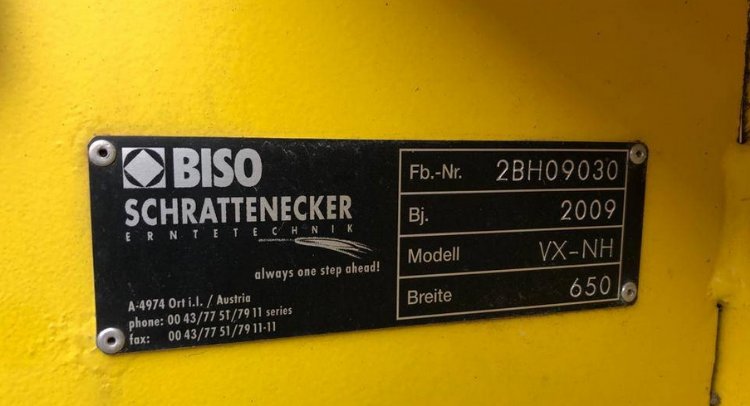 BISO
SCHRATTENECKER
ERNTETECHNIK
always one step ahead!
A-4974 Ort i.I. / Austria
phone: 00 43/77 51/79 11 series
fax: 00 43/77 51/79 11-11
Fb.-Nr. 2BH09030
Bj. 2009
Modell VX-NH
Breite 650